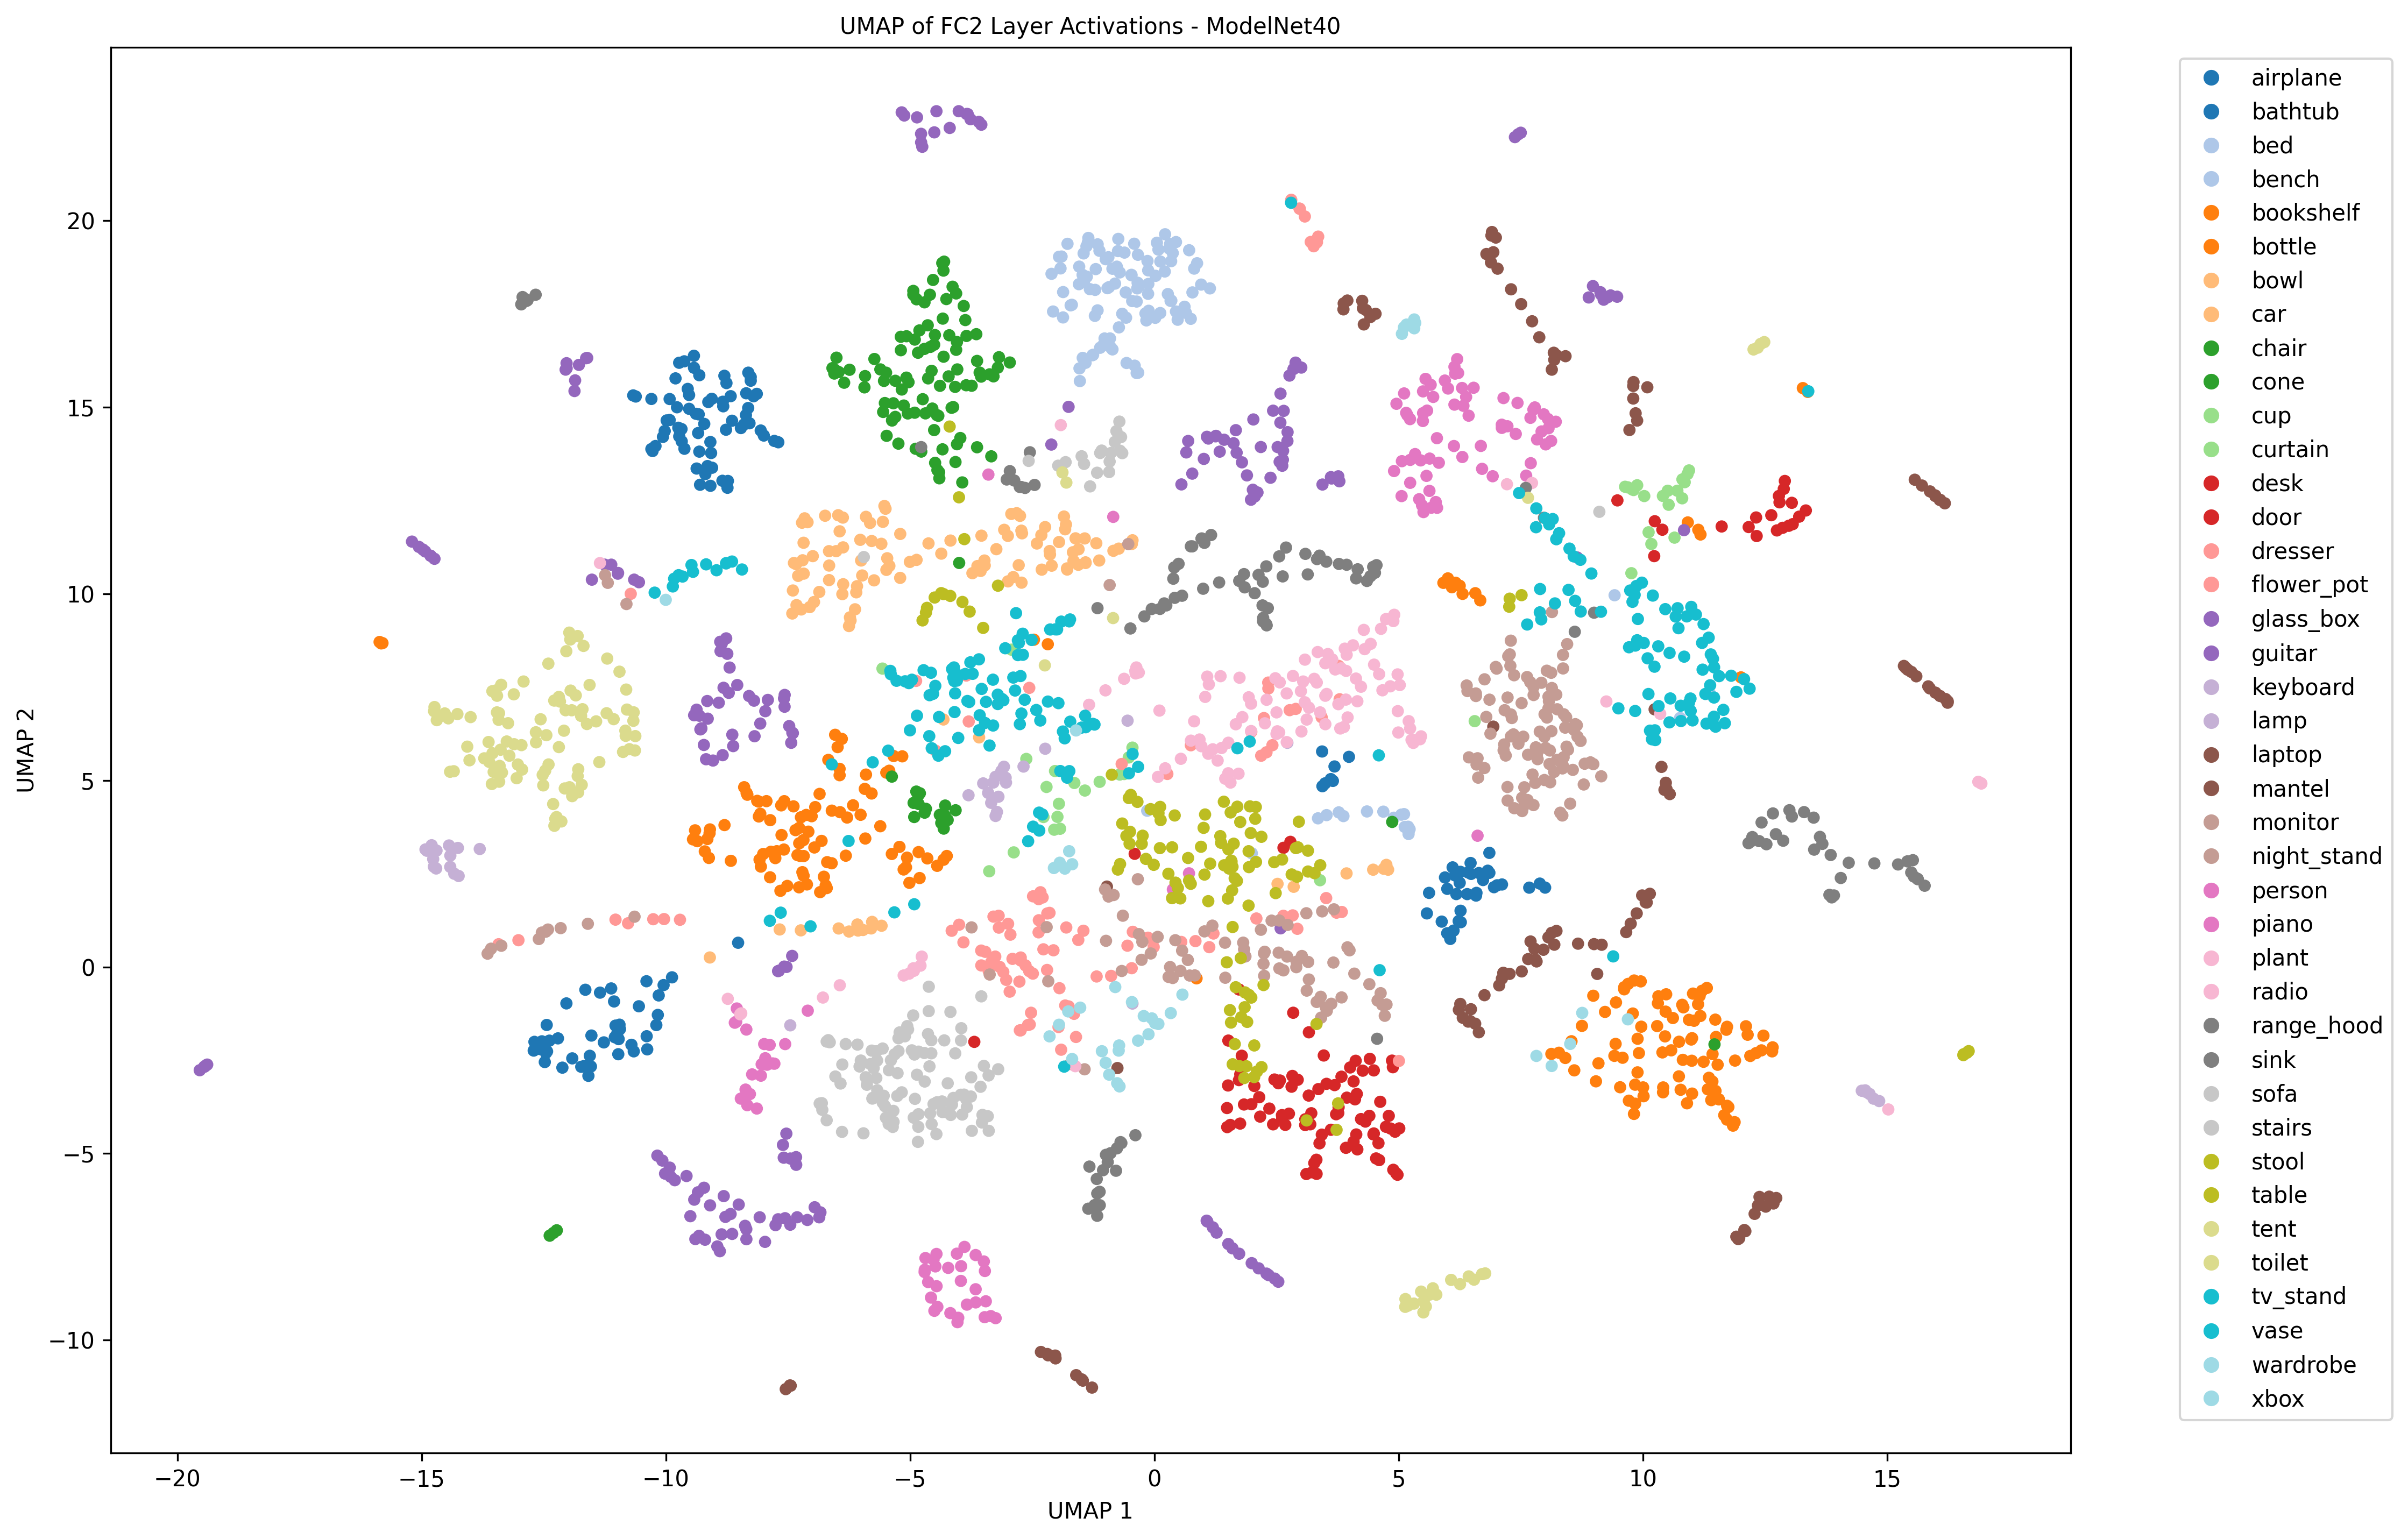 UMAP of FC2 Layer Activations - ModelNet40
UMAP 2
20
15
10
5
0
−5
−10
−20
−15
−10
−5
0
5
10
15
UMAP 1
airplane
bathtub
bed
bench
bookshelf
bottle
bowl
car
chair
cone
cup
curtain
desk
door
dresser
flower_pot
glass_box
guitar
keyboard
lamp
laptop
mantel
monitor
night_stand
person
piano
plant
radio
range_hood
sink
sofa
stairs
stool
table
tent
toilet
tv_stand
vase
wardrobe
xbox